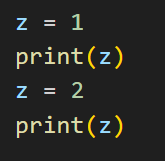 z = 1
print(z)
z = 2
print(z)